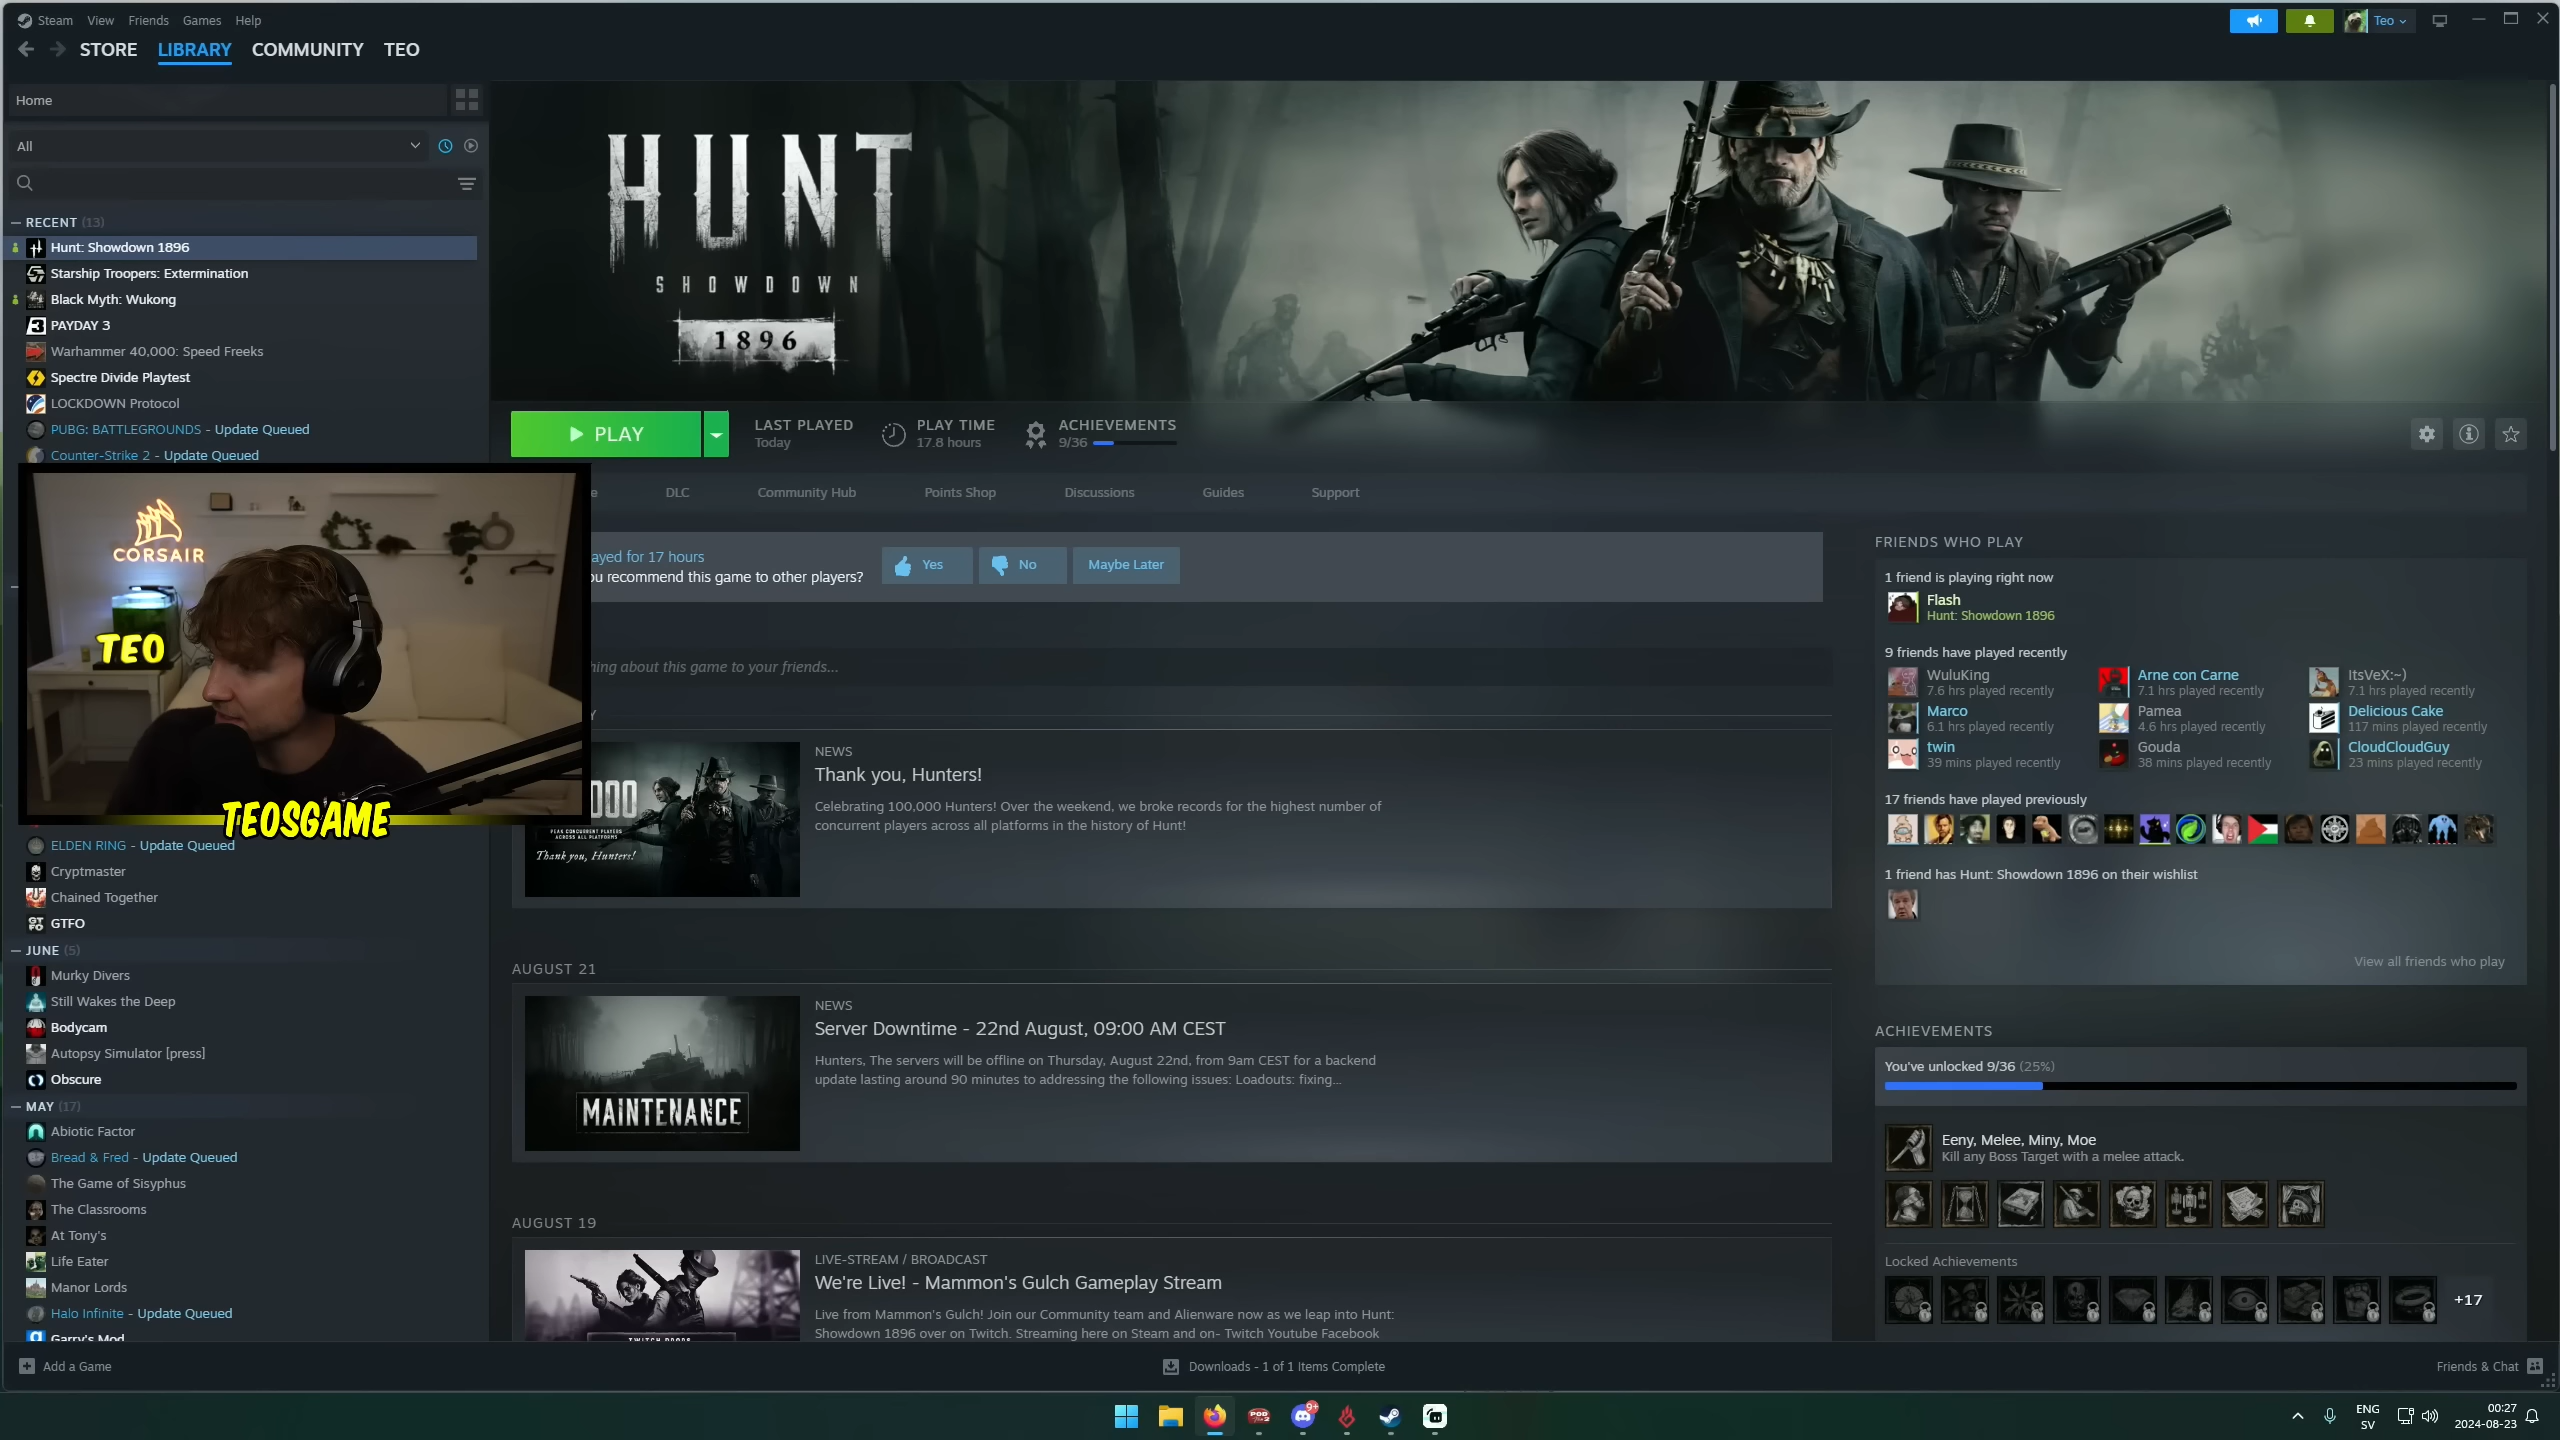 Steam View Friends Games Help
Teo
STORE LIBRARY COMMUNITY TEO
Home
All
RECENT (13)
Hunt: Showdown 1896
Starship Troopers: Extermination
Black Myth: Wukong
PAYDAY 3
Warhammer 40,000: Speed Freeks
Spectre Divide Playtest
LOCKDOWN Protocol
PUBG: BATTLEGROUNDS - Update Queued
Counter-Strike 2 - Update Queued
CORSAIR
TEO
TEOSGAME
ELDEN RING - Update Queued
Cryptmaster
Chained Together
GTFO
JUNE (5)
Murky Divers
Still Wakes the Deep
Bodycam
Autopsy Simulator [press]
Obscure
MAY (17)
Abiotic Factor
Bread & Fred - Update Queued
The Game of Sisyphus
The Classrooms
At Tony's
Life Eater
Manor Lords
Halo Infinite - Update Queued
Garry's Mod
HUNT
SHOWDOWN
1896
PLAY
LAST PLAYED
Today
PLAY TIME
17.8 hours
ACHIEVEMENTS
9/36
e DLC Community Hub Points Shop Discussions Guides Support
ayed for 17 hours
ou recommend this game to other players?
Yes No Maybe Later
hing about this game to your friends...
Y
000
PEAK CONCURRENT PLAYERS
ACROSS ALL PLATFORMS
Thank you, Hunters!
NEWS
Thank you, Hunters!
Celebrating 100,000 Hunters! Over the weekend, we broke records for the highest number of
concurrent players across all platforms in the history of Hunt!
AUGUST 21
MAINTENANCE
NEWS
Server Downtime - 22nd August, 09:00 AM CEST
Hunters, The servers will be offline on Thursday, August 22nd, from 9am CEST for a backend
update lasting around 90 minutes to addressing the following issues: Loadouts: fixing...
AUGUST 19
TWITCH DROPS
LIVE-STREAM / BROADCAST
We're Live! - Mammon's Gulch Gameplay Stream
Live from Mammon's Gulch! Join our Community team and Alienware now as we leap into Hunt:
Showdown 1896 over on Twitch. Streaming here on Steam and on- Twitch Youtube Facebook
FRIENDS WHO PLAY
1 friend is playing right now
Flash
Hunt: Showdown 1896
9 friends have played recently
WuluKing
7.6 hrs played recently
Arne con Carne
7.1 hrs played recently
ItsVeX:~)
7.1 hrs played recently
Marco
6.1 hrs played recently
Pamea
4.6 hrs played recently
Delicious Cake
117 mins played recently
twin
39 mins played recently
Gouda
38 mins played recently
CloudCloudGuy
23 mins played recently
17 friends have played previously
1 friend has Hunt: Showdown 1896 on their wishlist
View all friends who play
ACHIEVEMENTS
You've unlocked 9/36 (25%)
Eeny, Melee, Miny, Moe
Kill any Boss Target with a melee attack.
Locked Achievements
+17
Add a Game
Downloads - 1 of 1 Items Complete
Friends & Chat
9+
ENG
SV
00:27
2024-08-23